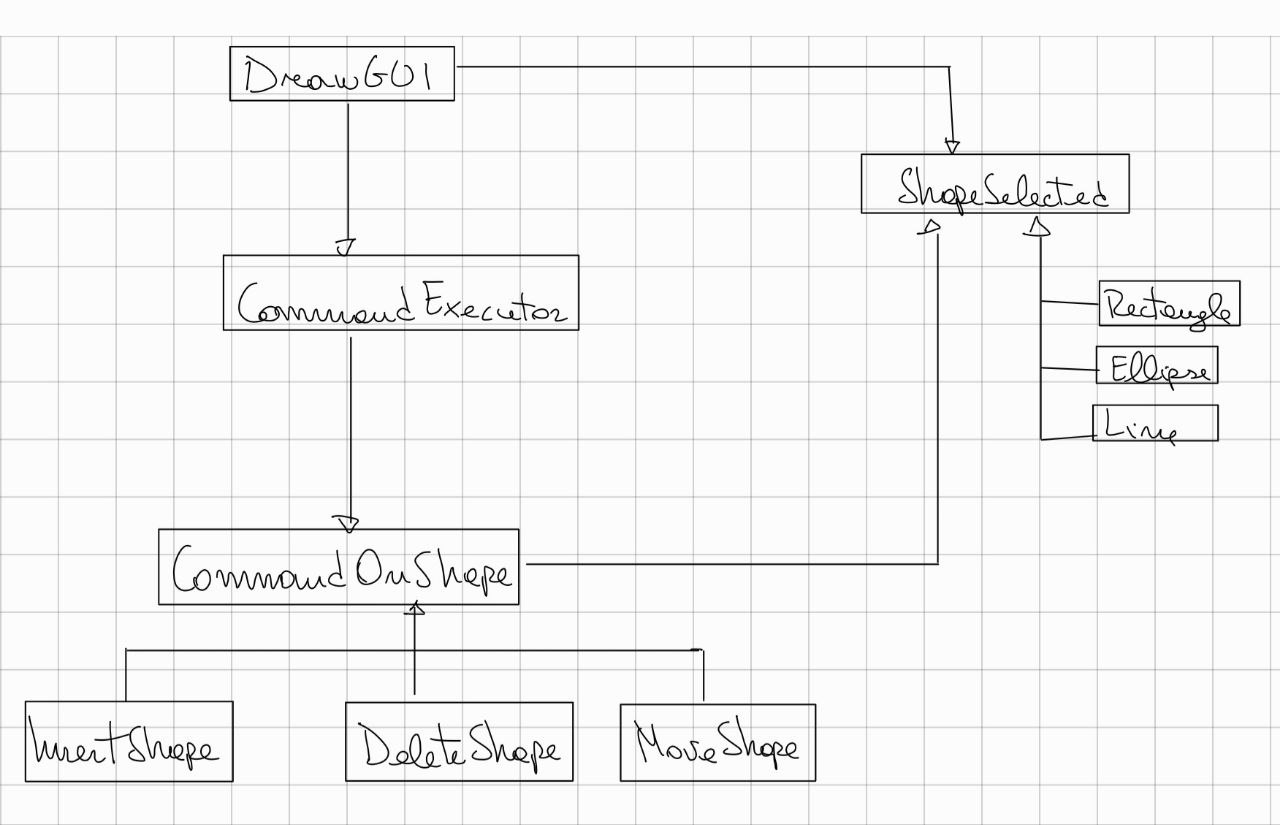 DrawGUI
ShapeSelected
CommandExecutor
Rectangle
Ellipse
Line
CommandOnShape
InsertShape
DeleteShape
MoveShape